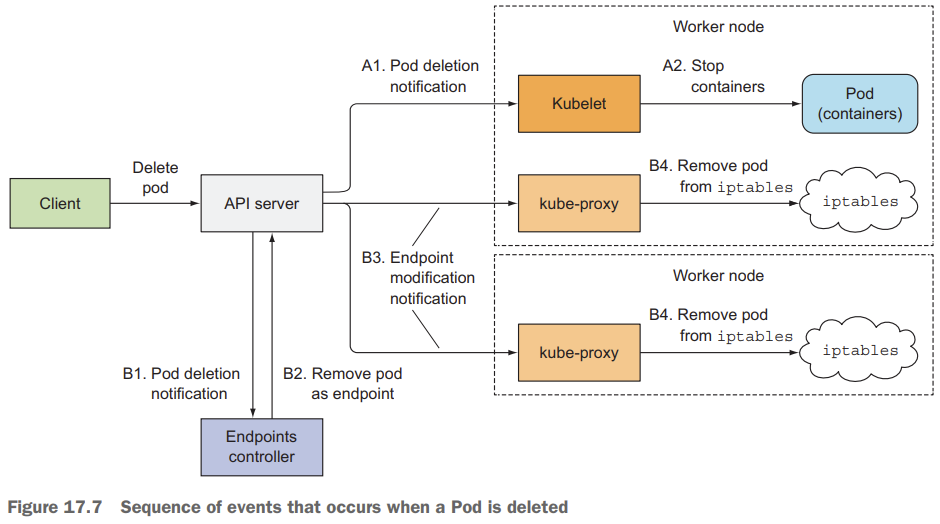 Worker node
A1. Pod deletion
notification
Kubelet
A2. Stop
containers
Pod
(containers)
Delete
pod
Client
API server
kube-proxy
B4. Remove pod
from iptables
iptables
B3. Endpoint
modification
notification
Worker node
kube-proxy
B4. Remove pod
from iptables
iptables
B1. Pod deletion
notification
B2. Remove pod
as endpoint
Endpoints
controller
Figure 17.7 Sequence of events that occurs when a Pod is deleted